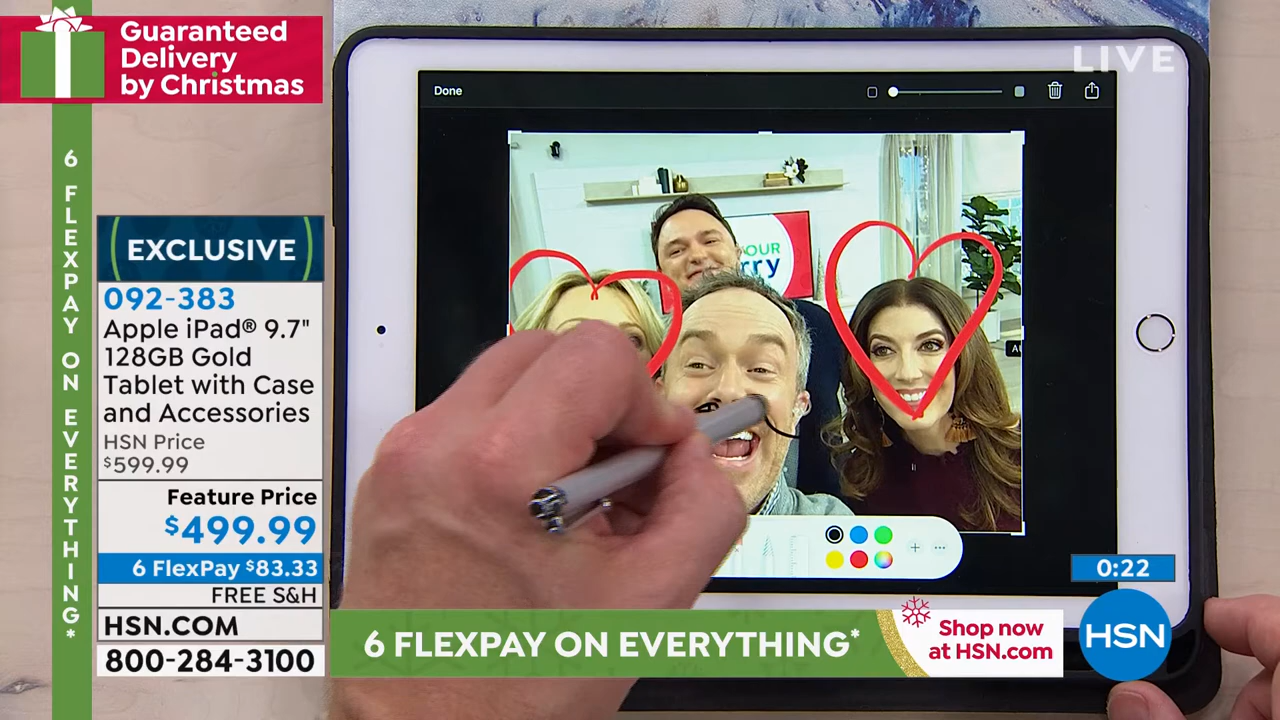 Guaranteed
Delivery
by Christmas
LIVE
Done
6 FLEXPAY ON EVERYTHING*
EXCLUSIVE
092-383
Apple iPad® 9.7"
128GB Gold
Tablet with Case
and Accessories
HSN Price
$599.99
Feature Price
$499.99
6 FlexPay $83.33
FREE S&H
HSN.COM
800-284-3100
OUR
rry
0:22
6 FLEXPAY ON EVERYTHING*
Shop now
at HSN.com
HSN